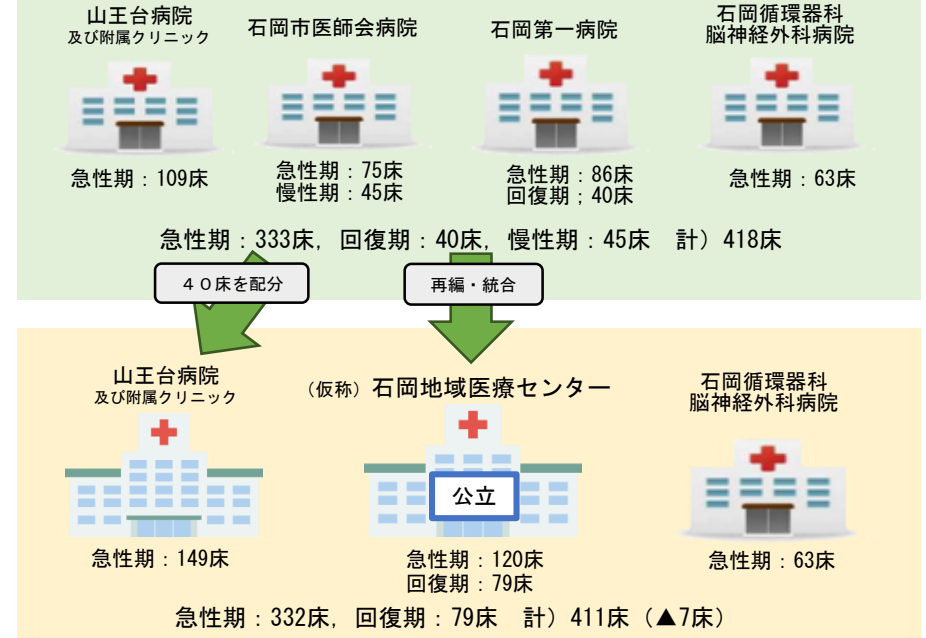 山王台病院
及び附属クリニック
石岡市医師会病院
石岡第一病院
石岡循環器科
脳神経外科病院
急性期：109床
急性期：75床
慢性期：45床
急性期：86床
回復期；40床
急性期：63床
急性期：333床，回復期：40床，慢性期：45床　計）418床
４０床を配分
再編・統合
山王台病院
及び附属クリニック
（仮称）石岡地域医療センター
石岡循環器科
脳神経外科病院
公立
急性期：149床
急性期：120床
回復期：79床
急性期：63床
急性期：332床，回復期：79床　計）411床（▲7床）